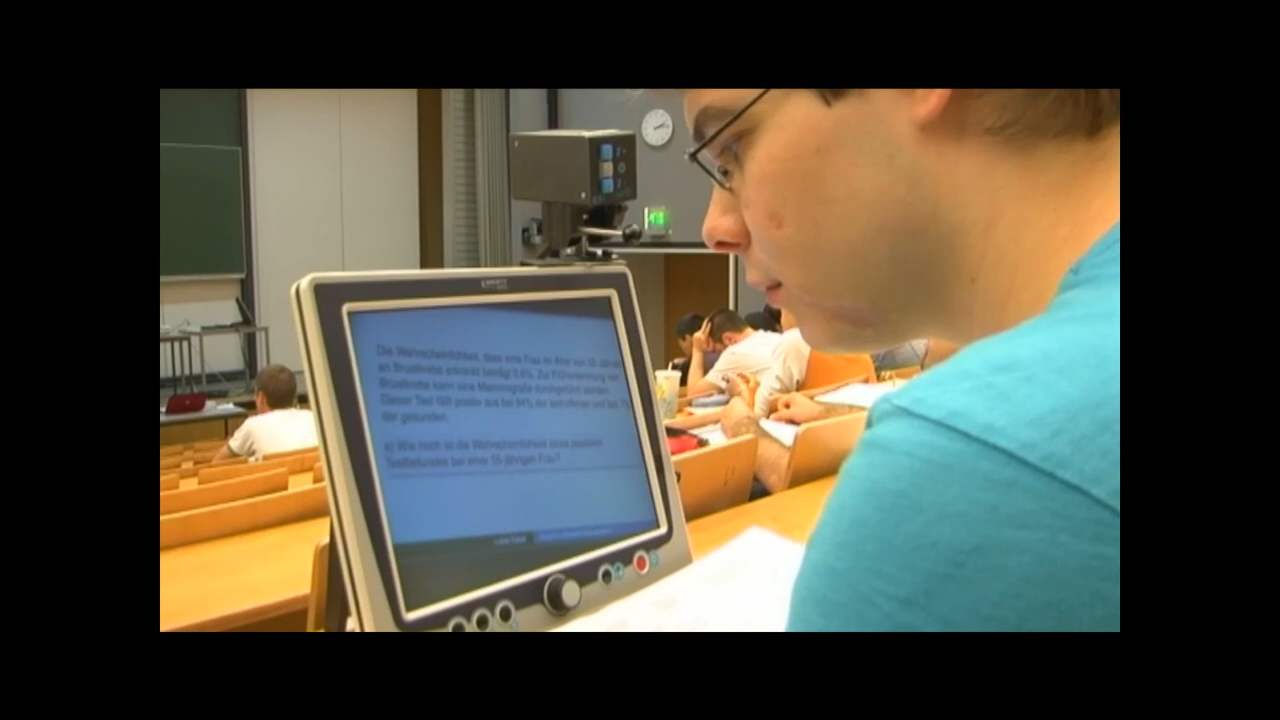 Die Wahrscheinlichkeit, dass eine Frau im Alter von 55 Jahren
an Brustkrebs erkrankt beträgt 0.6%. Zur Früherkennung von
Brustkrebs kann eine Mammografie durchgeführt werden.
Dieser Test fällt positiv aus bei 94% der betroffenen und bei 7%
der gesunden.
a) Wie hoch ist die Wahrscheinlichkeit eines positiven
Testbefundes bei einer 55-jährigen Frau?